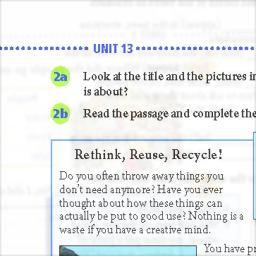 UNIT 13
2a Look at the title and the pictures in
is about?
2b Read the passage and complete the
Rethink, Reuse, Recycle!
Do you often throw away things you
don't need anymore? Have you ever
thought about how these things can
actually be put to good use? Nothing is a
waste if you have a creative mind.
You have pr